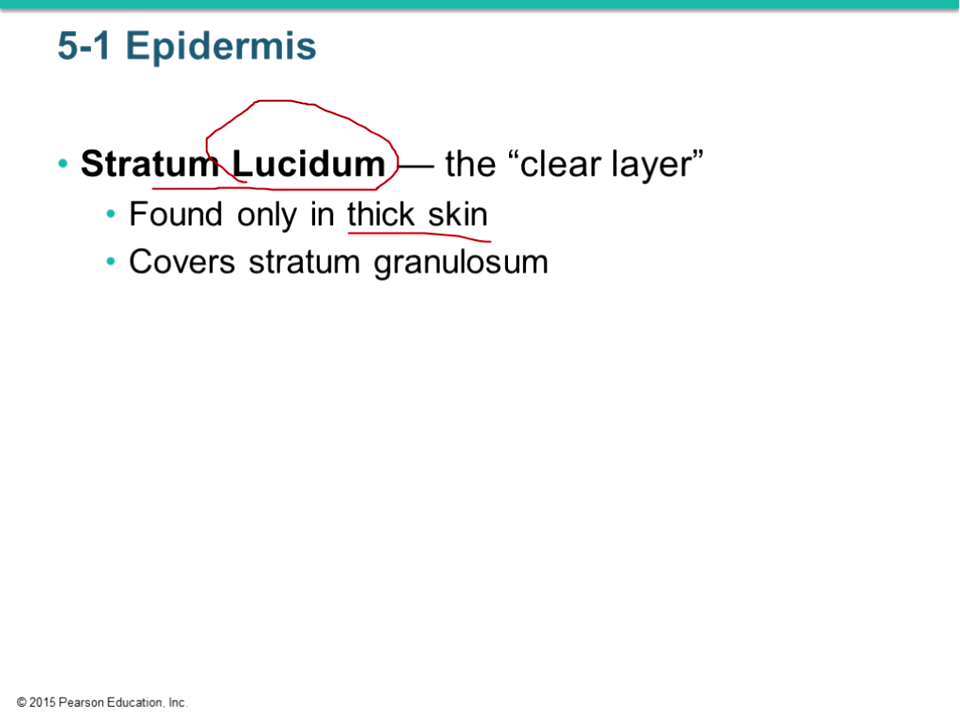 5-1 Epidermis
• Stratum Lucidum — the “clear layer”
• Found only in thick skin
• Covers stratum granulosum
© 2015 Pearson Education, Inc.